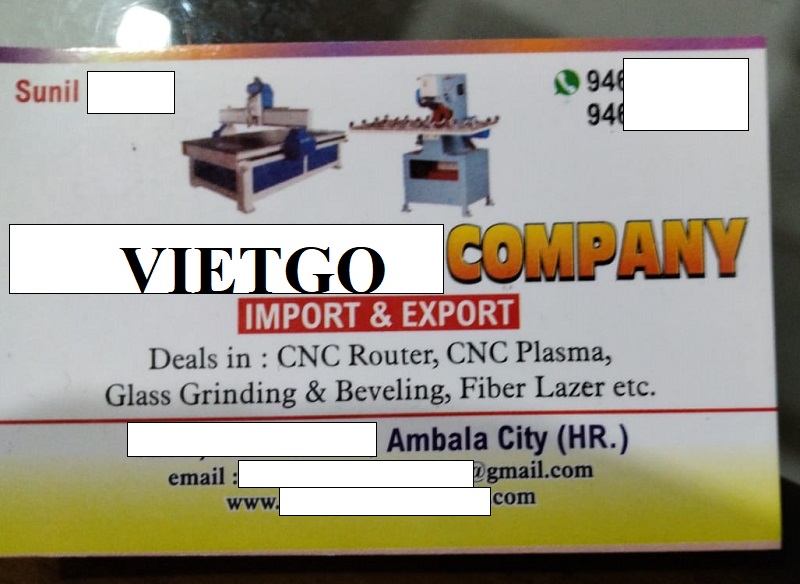 Sunil
946
946
VIETGO COMPANY
IMPORT & EXPORT
Deals in : CNC Router, CNC Plasma,
Glass Grinding & Beveling, Fiber Lazer etc.
Ambala City (HR.)
email : @gmail.com
www. com